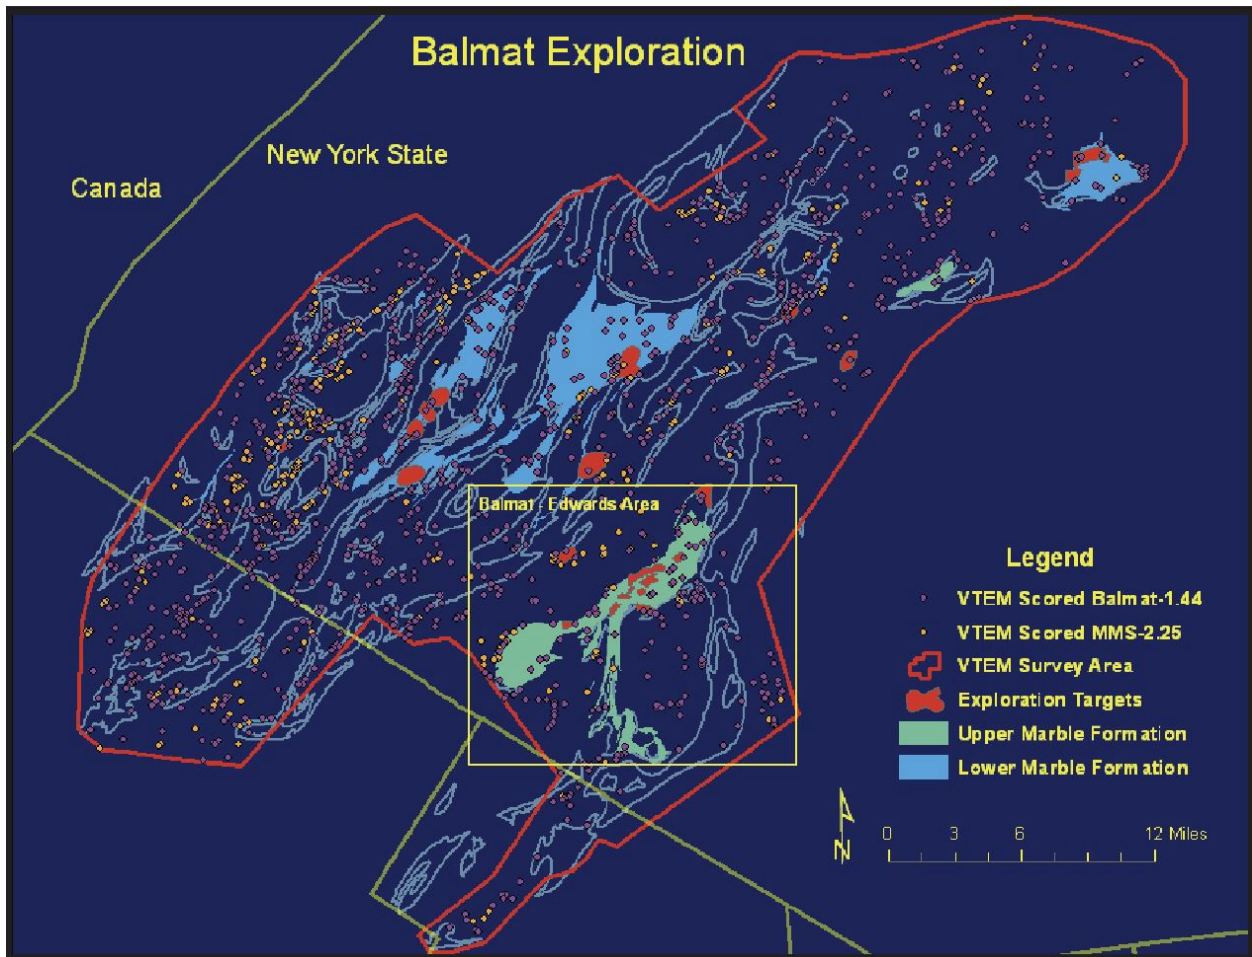 Balmat Exploration
New York State
Canada
Balmat - Edwards Area
Legend
VTEM Scored Balmat-1.44
VTEM Scored MMS-2.25
VTEM Survey Area
Exploration Targets
Upper Marble Formation
Lower Marble Formation
N
0 3 6 12 Miles